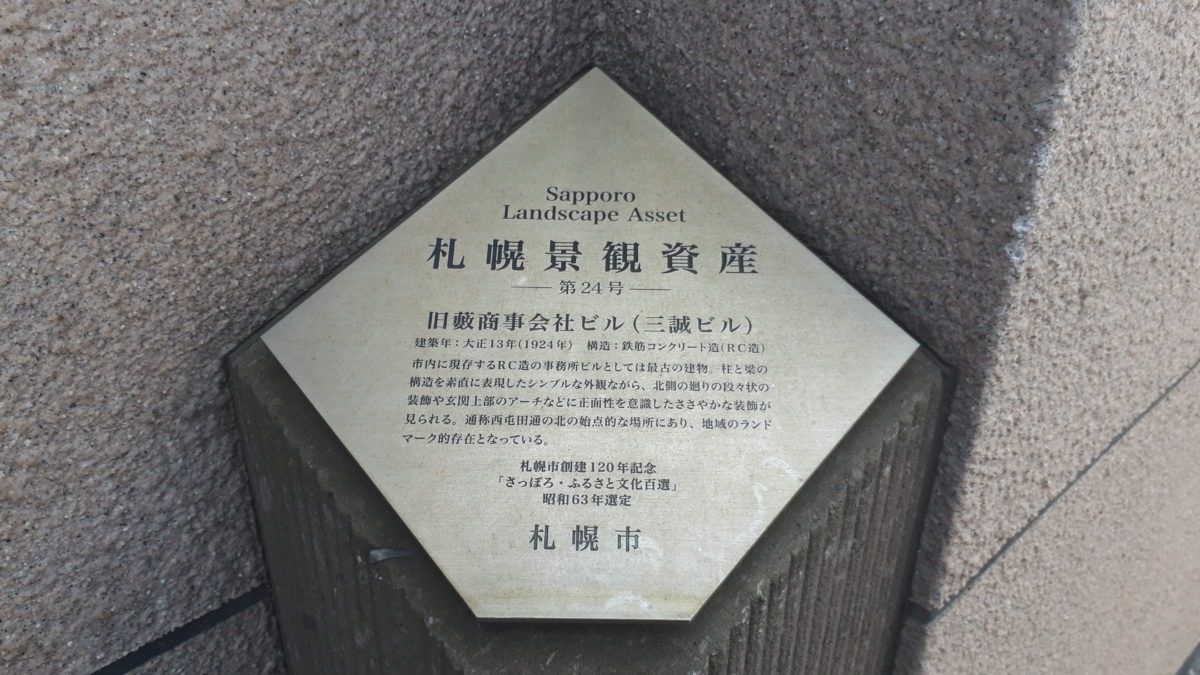 Sapporo
Landscape Asset
札幌景観資産
第24号
旧藪商事会社ビル(三誠ビル)
建築年:大正13年(1924年) 構造:鉄筋コンクリート造(RC造)
市内に現存するRC造の事務所ビルとしては最古の建物。柱と梁の
構造を素直に表現したシンプルな外観ながら、北側の廻りの段々状の
装飾や玄関上部のアーチなどに正面性を意識したささやかな装飾が
見られる。通称西屯田通の北の始点的な場所にあり、地域のランド
マーク的存在となっている。
札幌市創建120年記念
「さっぽろ・ふるさと文化百選」
昭和63年選定
札幌市